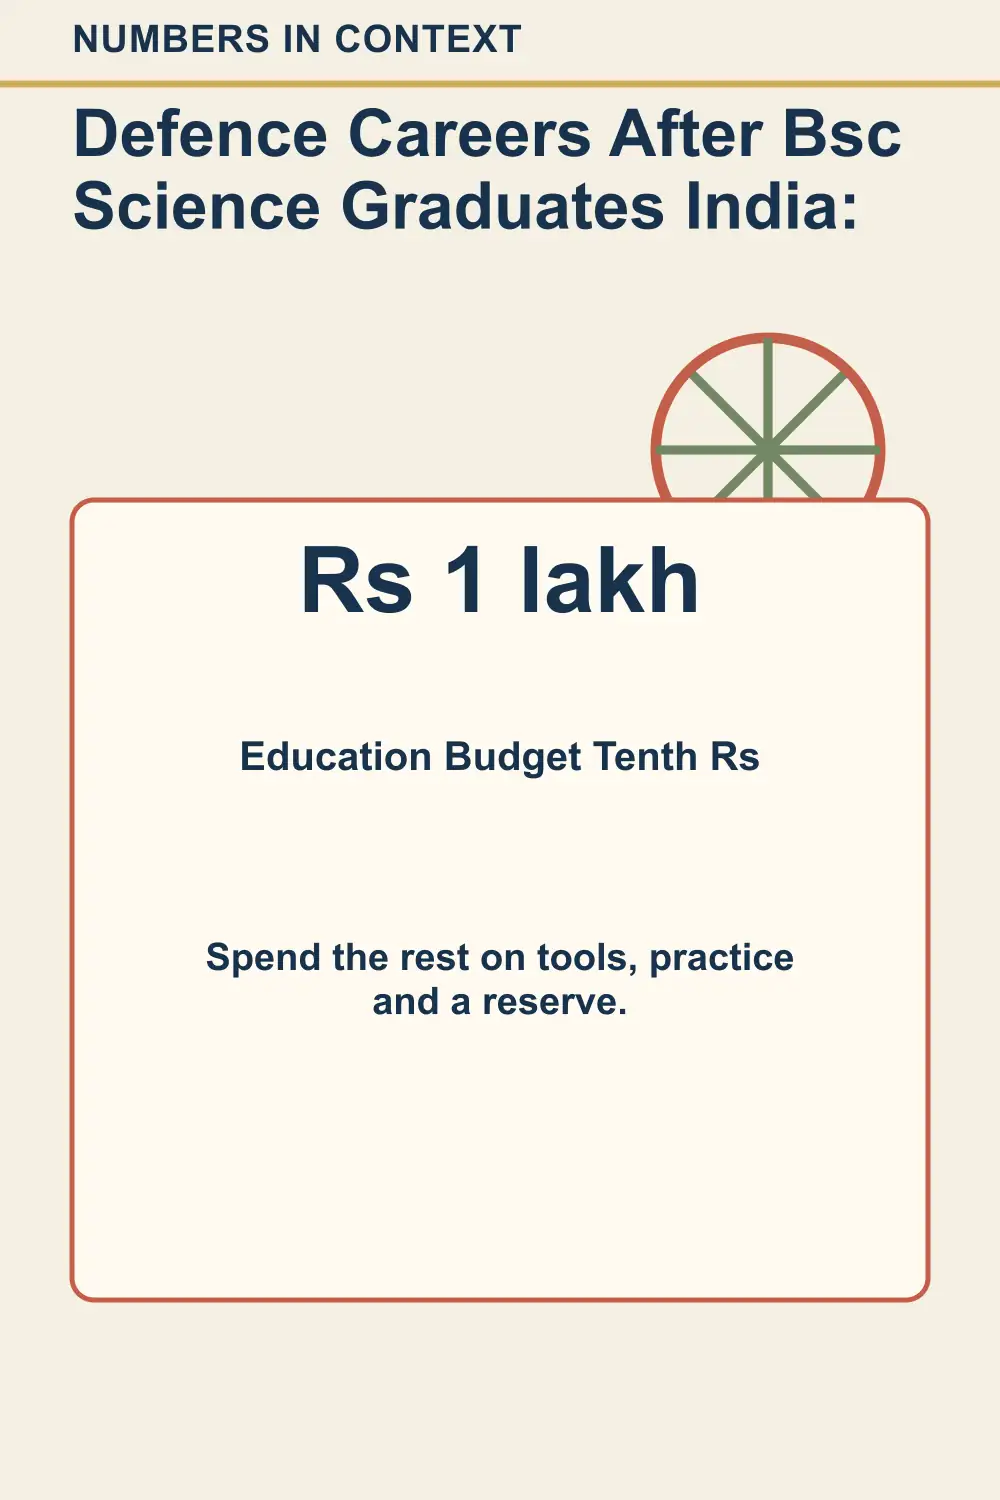 NUMBERS IN CONTEXT
Defence Careers After Bsc
Science Graduates India:
Rs 1 lakh
Education Budget Tenth Rs
Spend the rest on tools, practice
and a reserve.